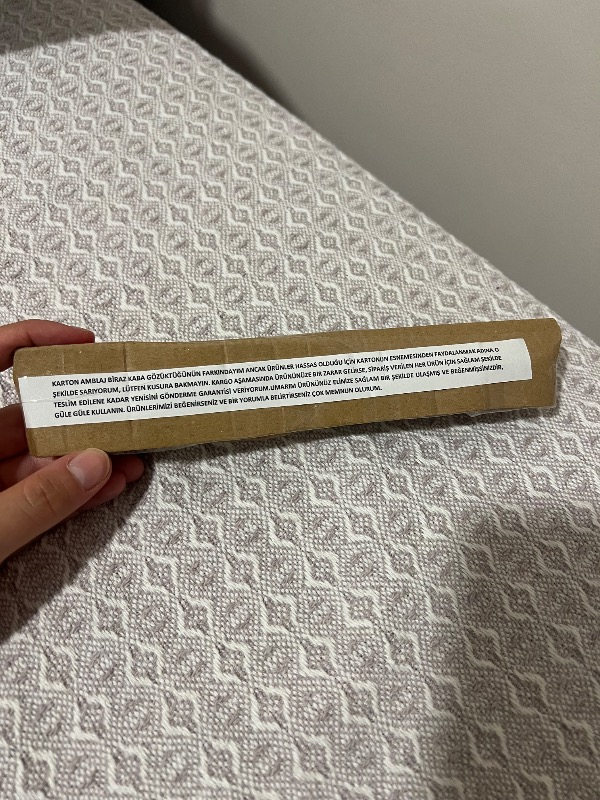 KARTON AMBLAJ BİRAZ KABA GÖZÜKTÜĞÜNÜN FARKINDAYIM ANCAK ÜRÜNLER HASSAS OLDUĞU İÇİN KARTONUN ESNEMESİNDEN FAYDALANMAK ADINA O
ŞEKİLDE SARIYORUM, LÜTFEN KUSURA BAKMAYIN. KARGO AŞAMASINDA ÜRÜNÜNÜZE BİR ZARAR GELİRSE, SİPARİŞ VERİLEN HER ÜRÜN İÇİN SAĞLAM ŞEKİLDE
TESLİM EDİLENE KADAR YENİSİNİ GÖNDERME GARANTİSİ VERİYORUM.UMARIM ÜRÜNÜNÜZ ELİNİZE SAĞLAM BİR ŞEKİLDE ULAŞMIŞ VE BEĞENMİŞSİNİZDİR,
GÜLE GÜLE KULLANIN. ÜRÜNLERİMİZİ BEĞENİRSENİZ VE BİR YORUMLA BELİRTİRSENİZ ÇOK MEMNUN OLURUM.